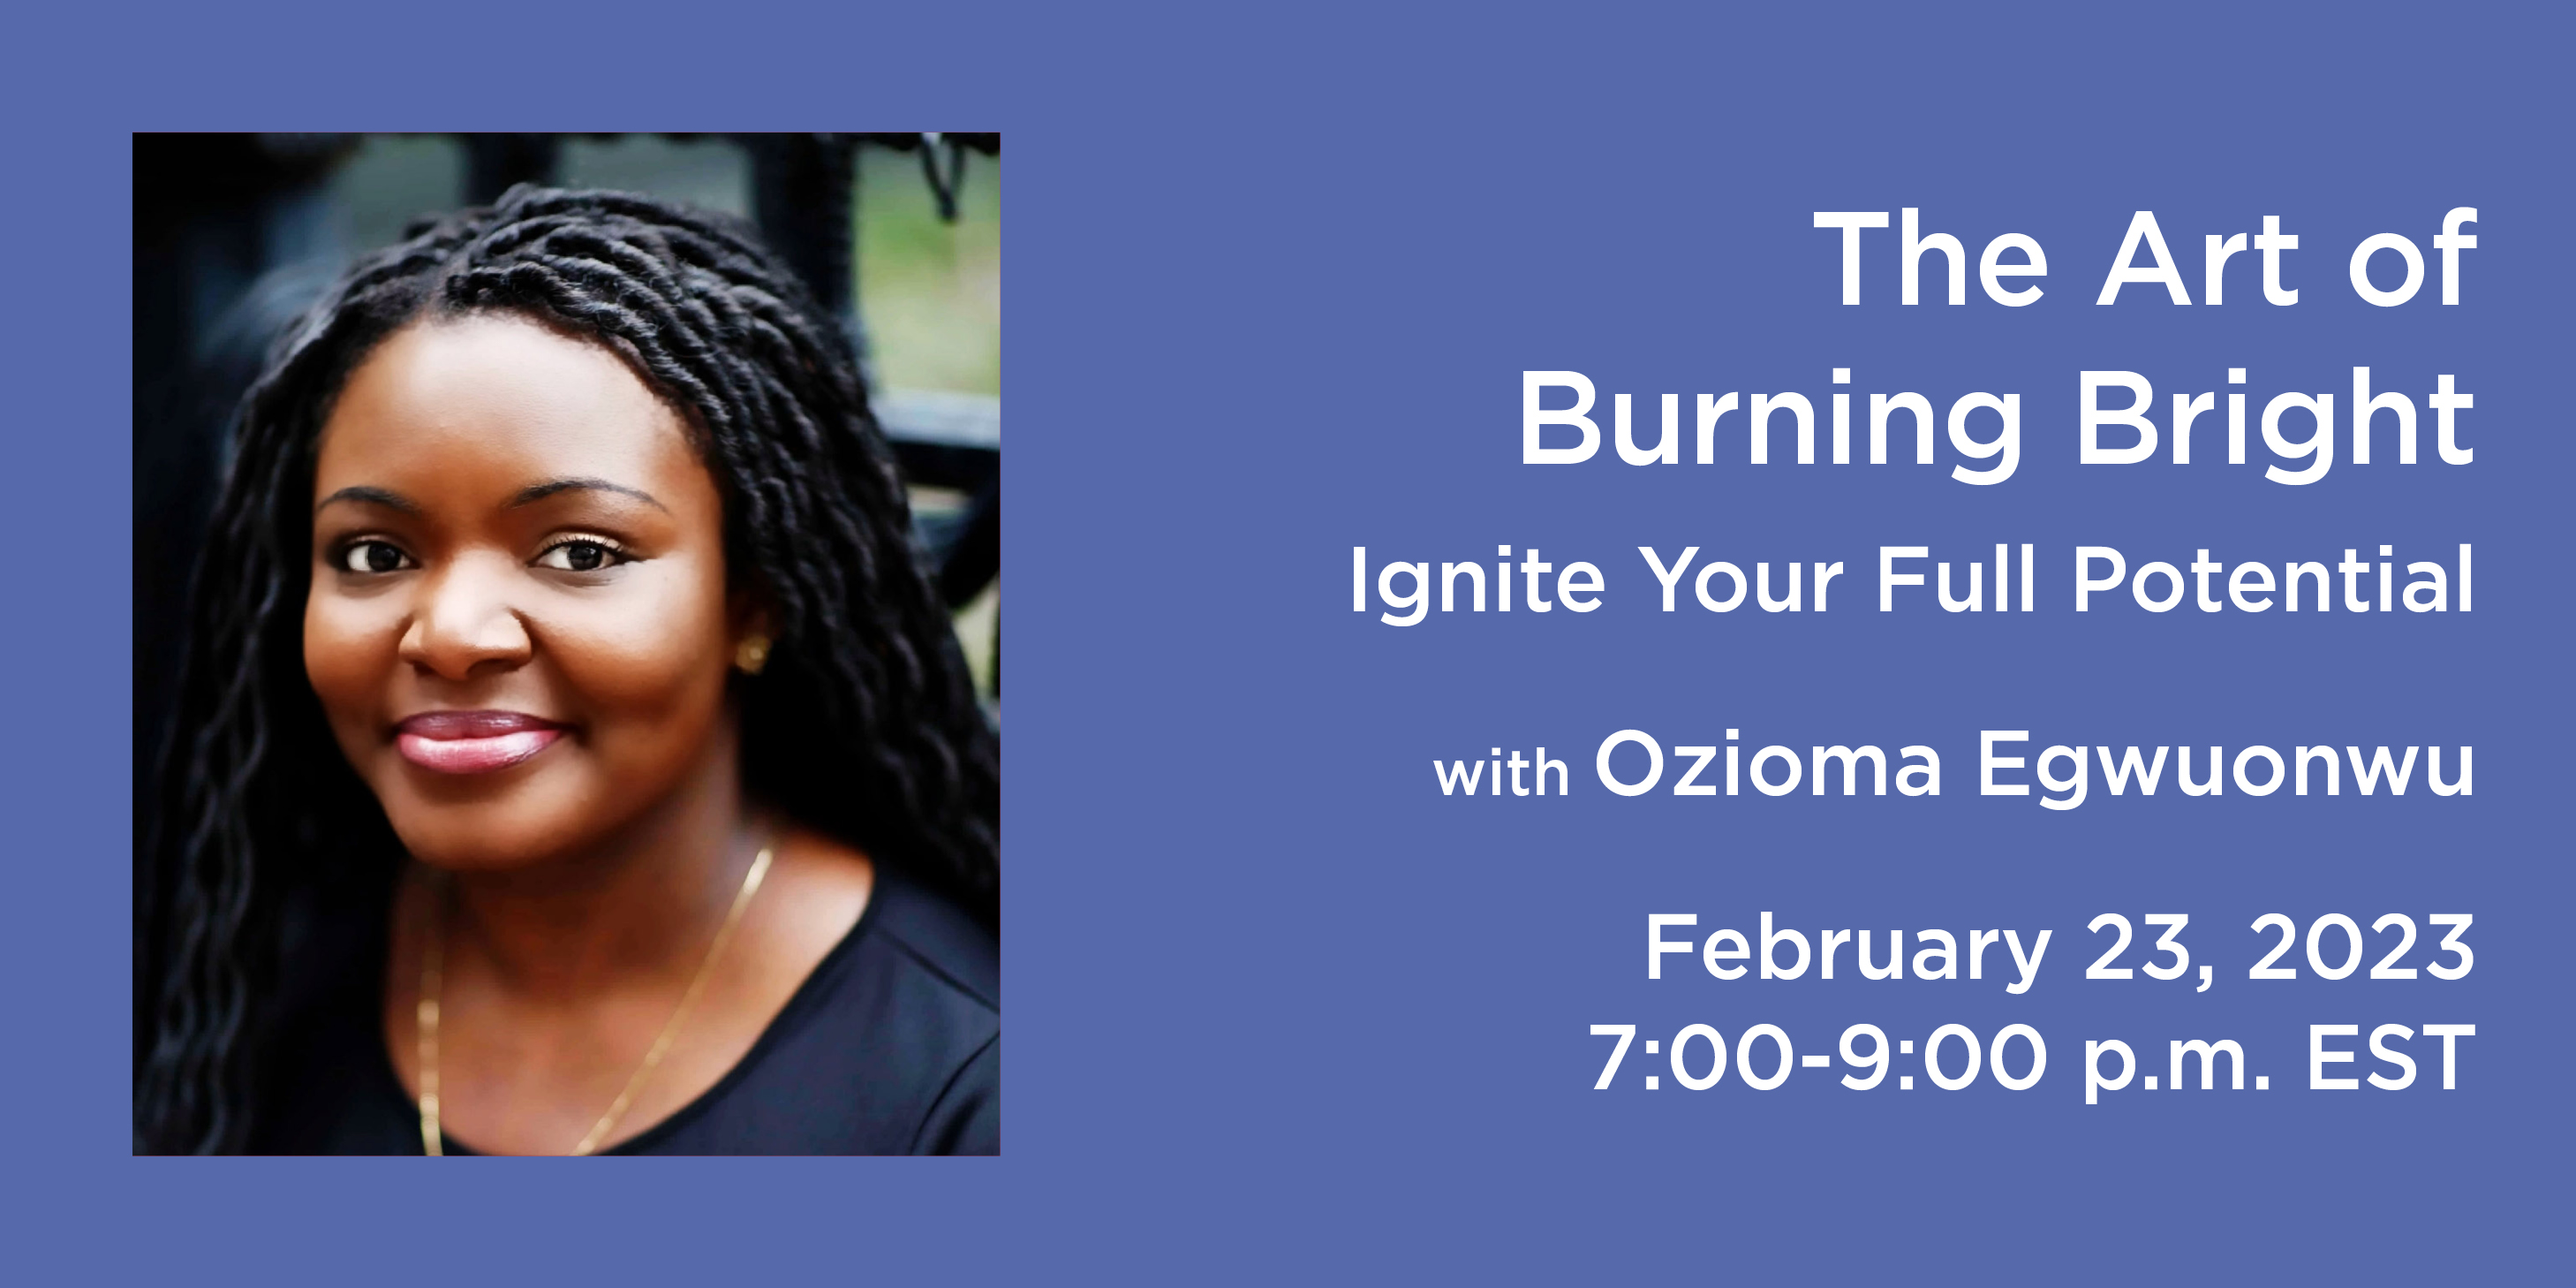 The Art of
Burning Bright
Ignite Your Full Potential
with Ozioma Egwuonwu
February 23, 2023
7:00-9:00 p.m. EST